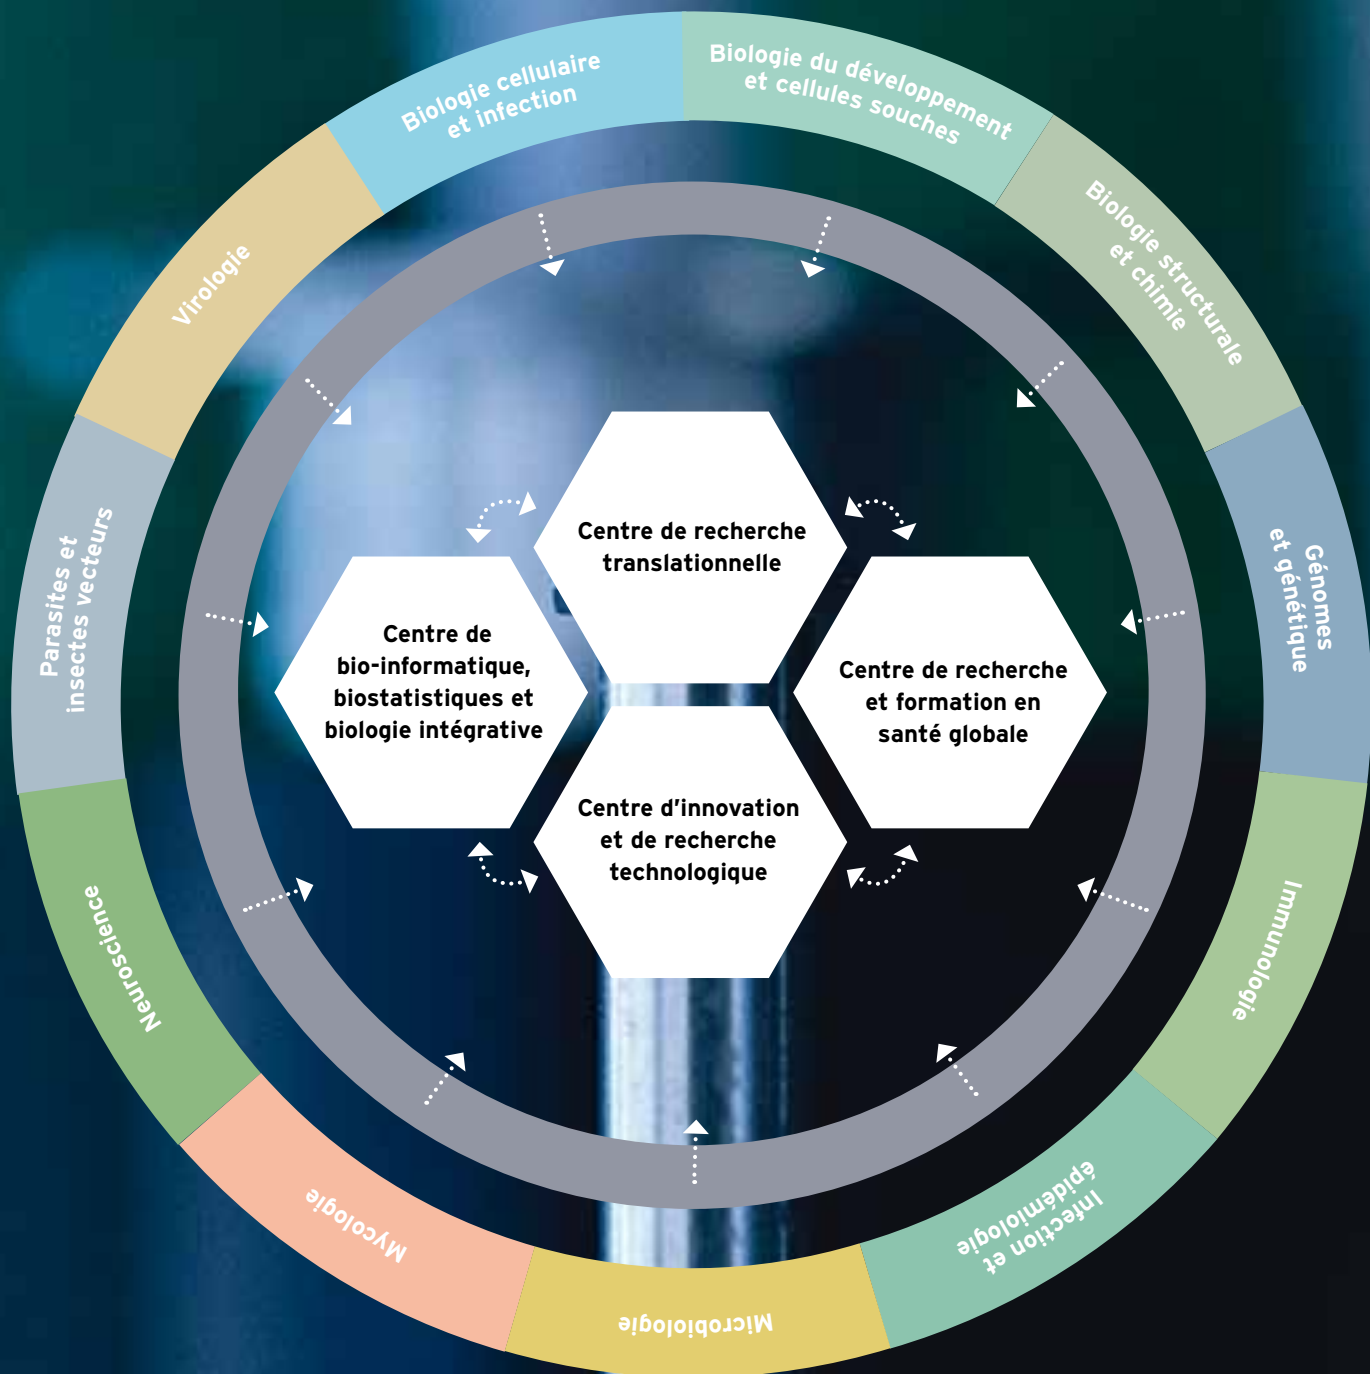 Biologie cellulaire
et infection
Biologie du développement
et cellules souches
Biologie structurale
et chimie
Génomes
et génétique
Immunologie
Infection et
épidémiologie
Microbiologie
Mycologie
Neuroscience
Parasites et
insectes vecteurs
Virologie
Centre de recherche
translationnelle
Centre de
bio-informatique,
biostatistiques et
biologie intégrative
Centre de recherche
et formation en
santé globale
Centre d’innovation
et de recherche
technologique